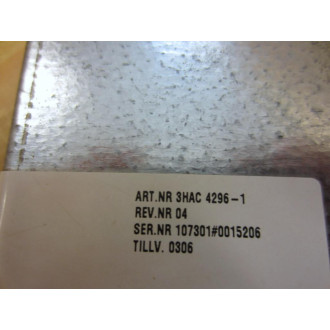 ART.NR 3HAC 4296-1
REV.NR 04
SER.NR 107301#0015206
TILLV. 0306